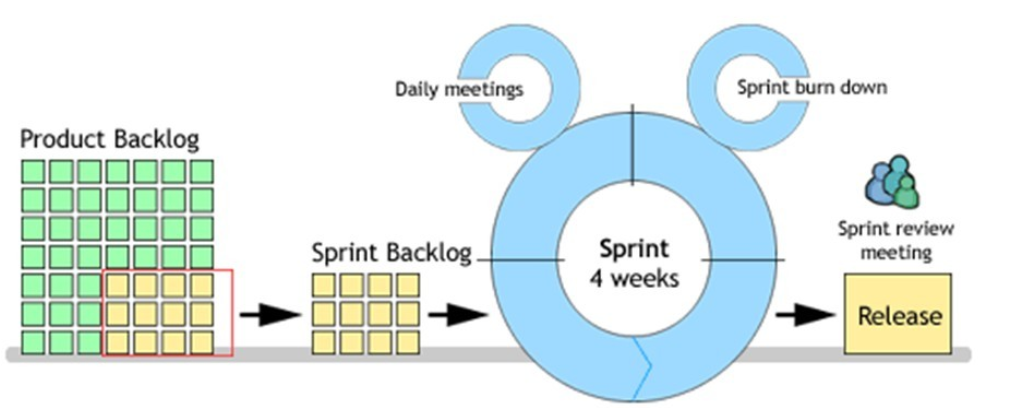 Daily meetings
Sprint burn down
Product Backlog
Sprint Backlog
Sprint
4 weeks
Sprint review
meeting
Release